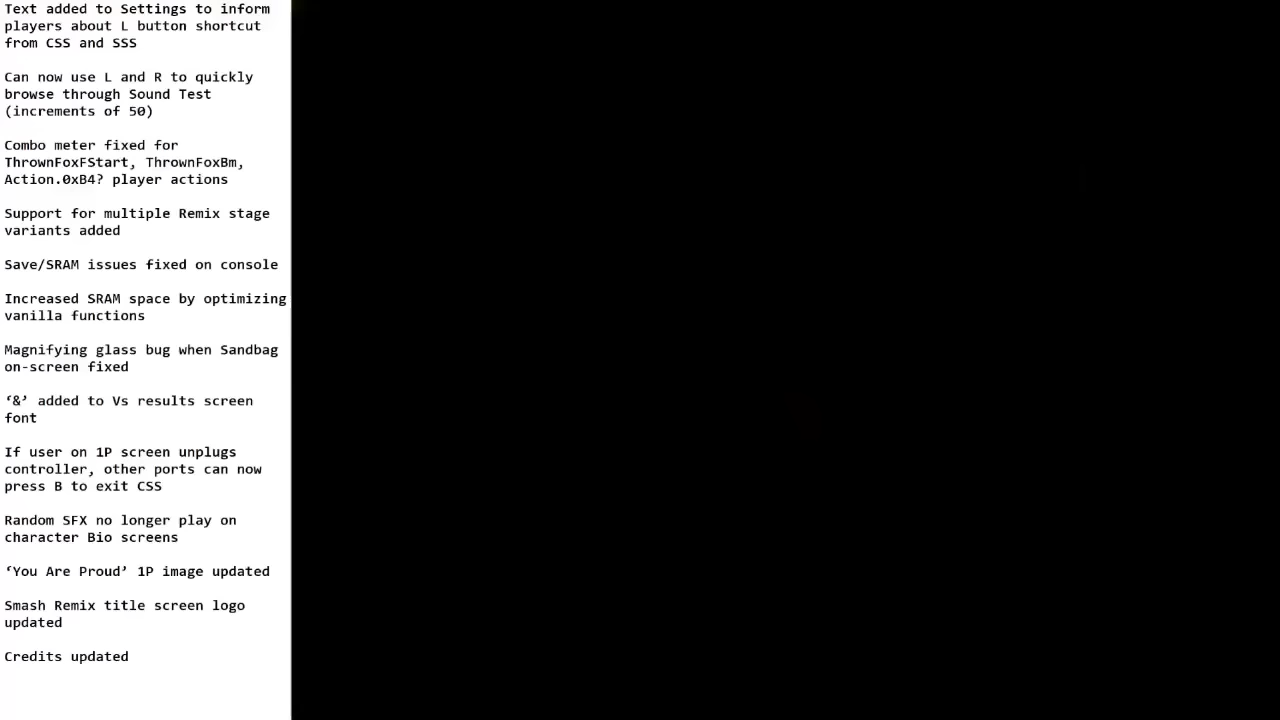 Text added to Settings to inform
players about L button shortcut
from CSS and SSS
Can now use L and R to quickly
browse through Sound Test
(increments of 50)
Combo meter fixed for
ThrownFoxFStart, ThrownFoxBm,
Action.0xB4? player actions
Support for multiple Remix stage
variants added
Save/SRAM issues fixed on console
Increased SRAM space by optimizing
vanilla functions
Magnifying glass bug when Sandbag
on-screen fixed
‘&’ added to Vs results screen
font
If user on 1P screen unplugs
controller, other ports can now
press B to exit CSS
Random SFX no longer play on
character Bio screens
‘You Are Proud’ 1P image updated
Smash Remix title screen logo
updated
Credits updated